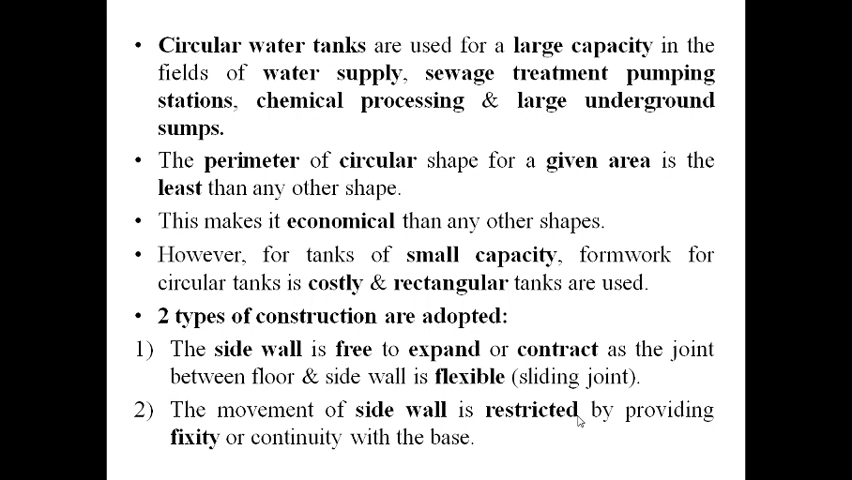 • Circular water tanks are used for a large capacity in the
fields of water supply, sewage treatment pumping
stations, chemical processing & large underground
sumps.
• The perimeter of circular shape for a given area is the
least than any other shape.
• This makes it economical than any other shapes.
• However, for tanks of small capacity, formwork for
circular tanks is costly & rectangular tanks are used.
• 2 types of construction are adopted:
1) The side wall is free to expand or contract as the joint
between floor & side wall is flexible (sliding joint).
2) The movement of side wall is restricted by providing
fixity or continuity with the base.